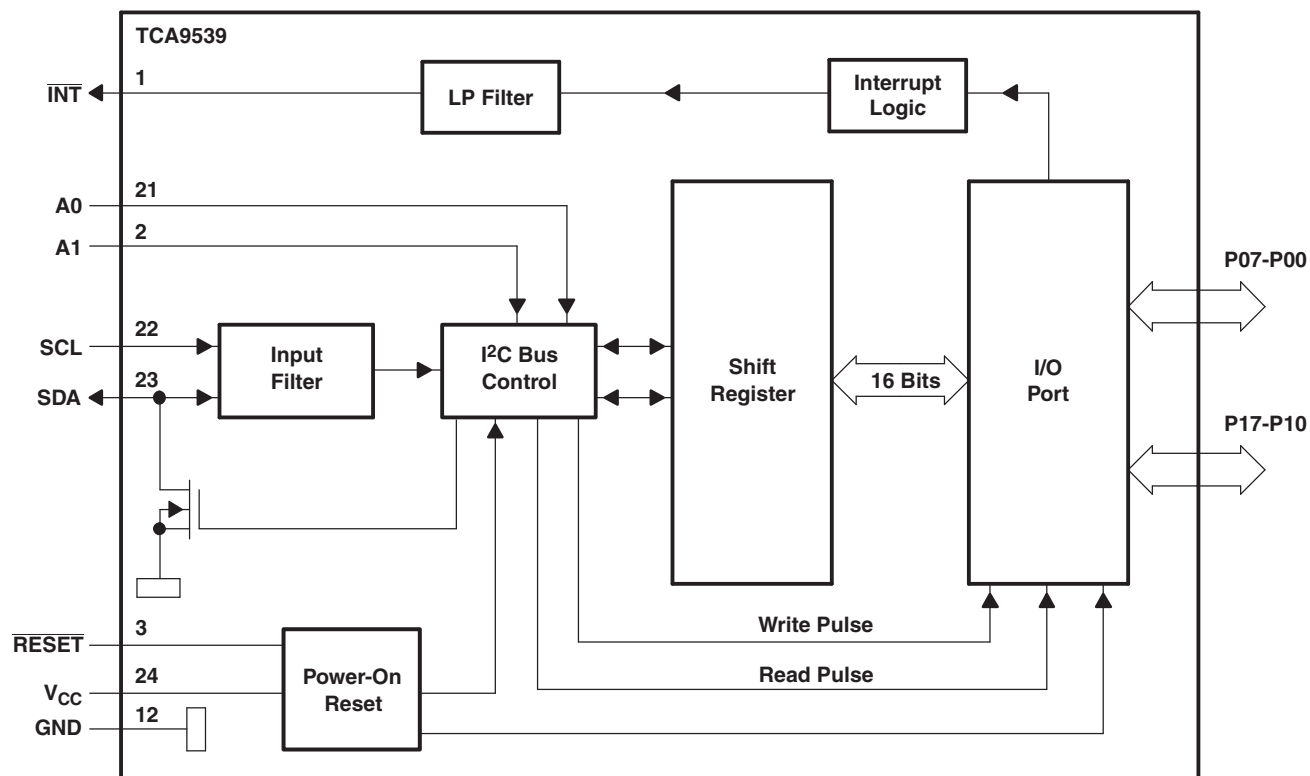 TCA9539
INT
1
LP Filter
Interrupt
Logic
A0
21
A1
2
P07-P00
SCL
22
SDA
23
Input
Filter
I²C Bus
Control
Shift
Register
16 Bits
I/O
Port
P17-P10
RESET
3
VCC
24
GND
12
Power-On
Reset
Write Pulse
Read Pulse